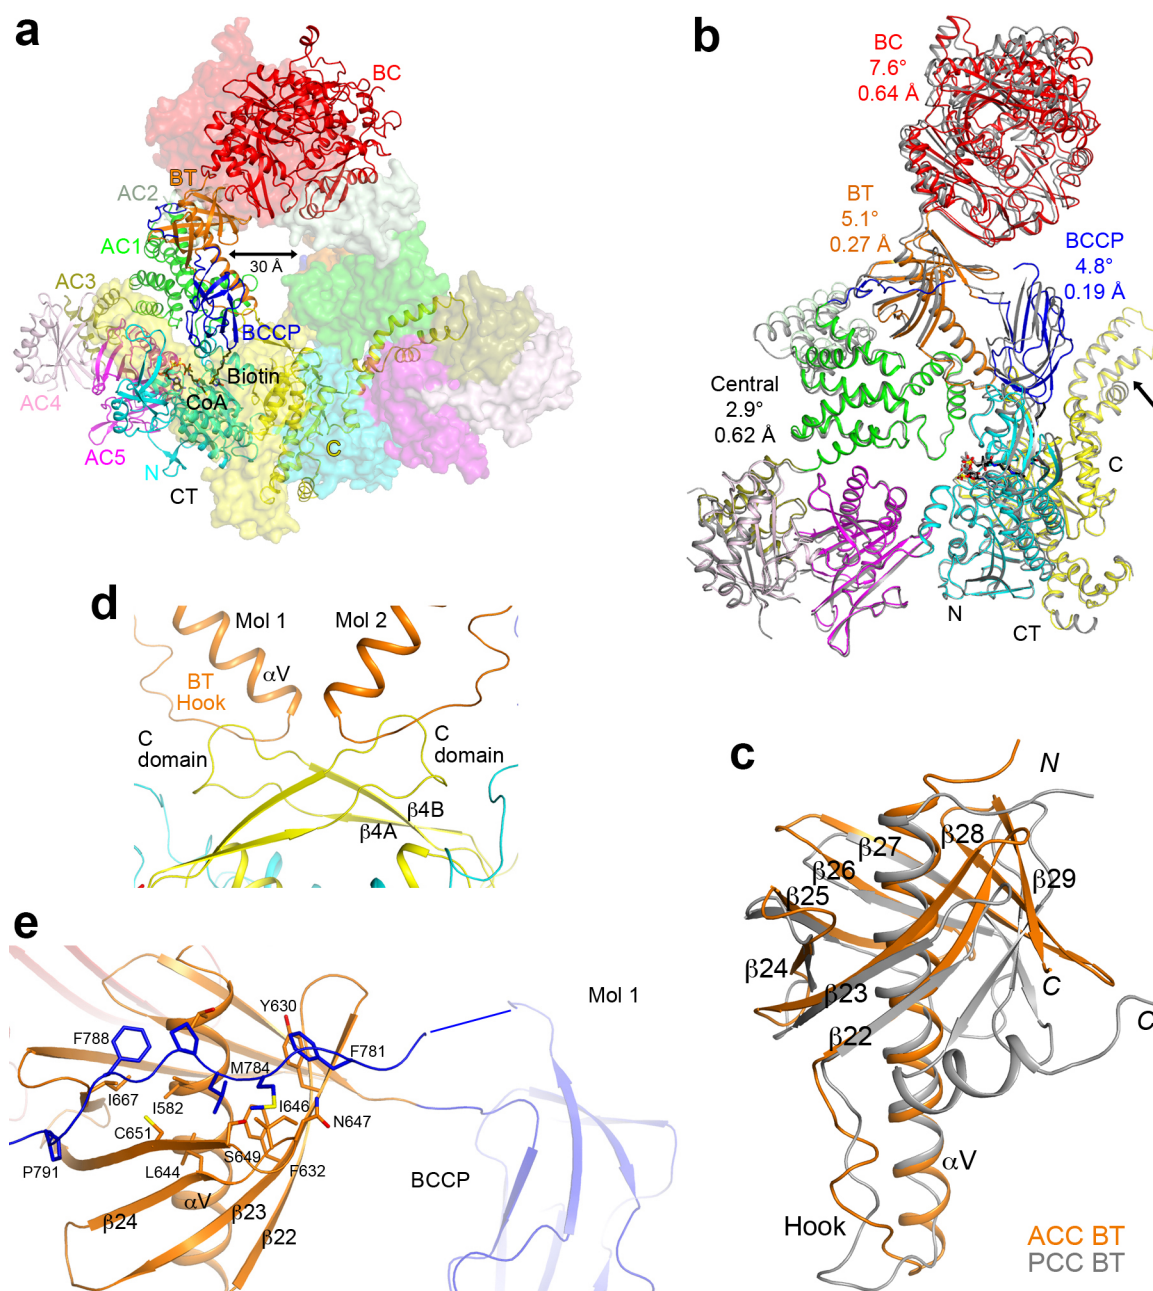 a
BC
BT
AC2
AC1
30 Å
AC3
BCCP
Biotin
CoA
AC4
AC5
N
C
CT
b
BC
7.6°
0.64 Å
BT
5.1°
0.27 Å
BCCP
4.8°
0.19 Å
Central
2.9°
0.62 Å
C
N
CT
d
Mol 1
Mol 2
αV
BT
Hook
C
domain
C
domain
β4B
β4A
c
N
β28
β27
β26
β29
β25
β24
β23
C
C
β22
αV
Hook
ACC BT
PCC BT
e
Mol 1
Y630
F788
F781
M784
I667
I582
I646
N647
C651
S649
P791
L644
F632
BCCP
αV
β24
β23
β22